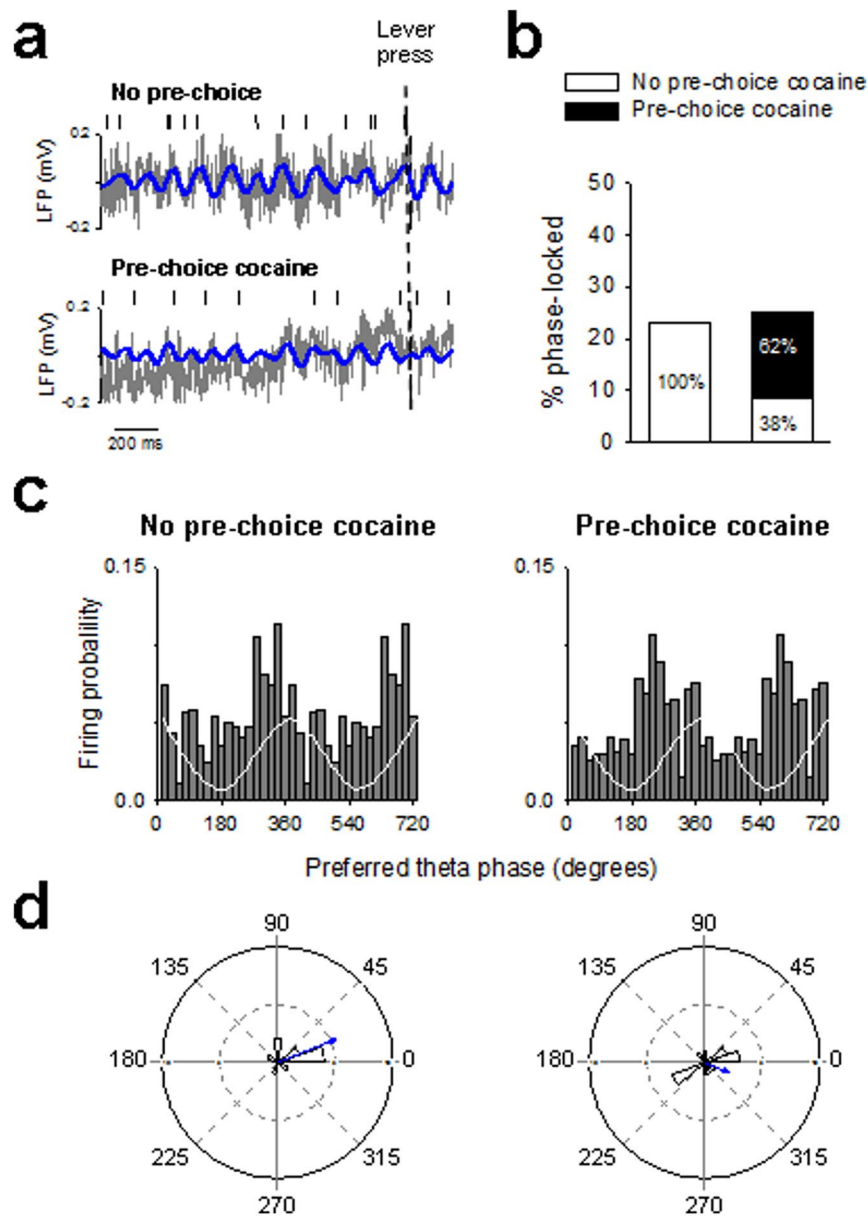 a
Lever
press
No pre-choice
0.2
LFP (mV)
-0.2
Pre-choice cocaine
0.2
LFP (mV)
-0.2
200 ms
b
No pre-choice cocaine
Pre-choice cocaine
% phase-locked
50
40
30
20
10
0
100%
62%
38%
c
No pre-choice cocaine
Pre-choice cocaine
Firing probalility
0.15
0.0
0 180 360 540 720
0.15
0.0
0 180 360 540 720
Preferred theta phase (degrees)
d
90
135 45
180 0
225 315
270
90
135 45
180 0
225 315
270